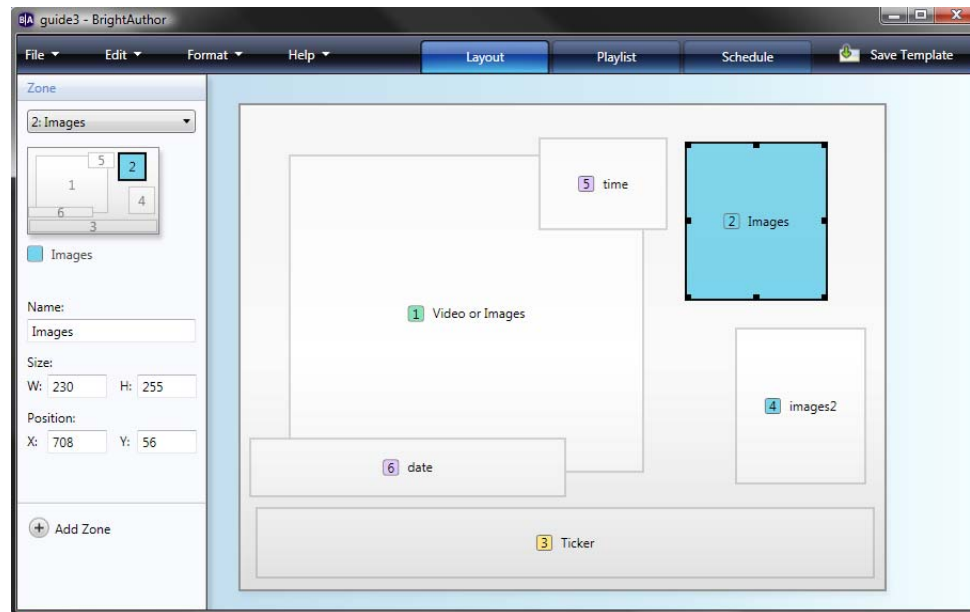 B|A guide3 - BrightAuthor
File Edit Format Help Layout Playlist Schedule Save Template
Zone
2: Images
5
2
1
4
6
3
Images
Name:
Images
Size:
W: 230 H: 255
Position:
X: 708 Y: 56
Add Zone
5 time
2 Images
1 Video or Images
4 images2
6 date
3 Ticker